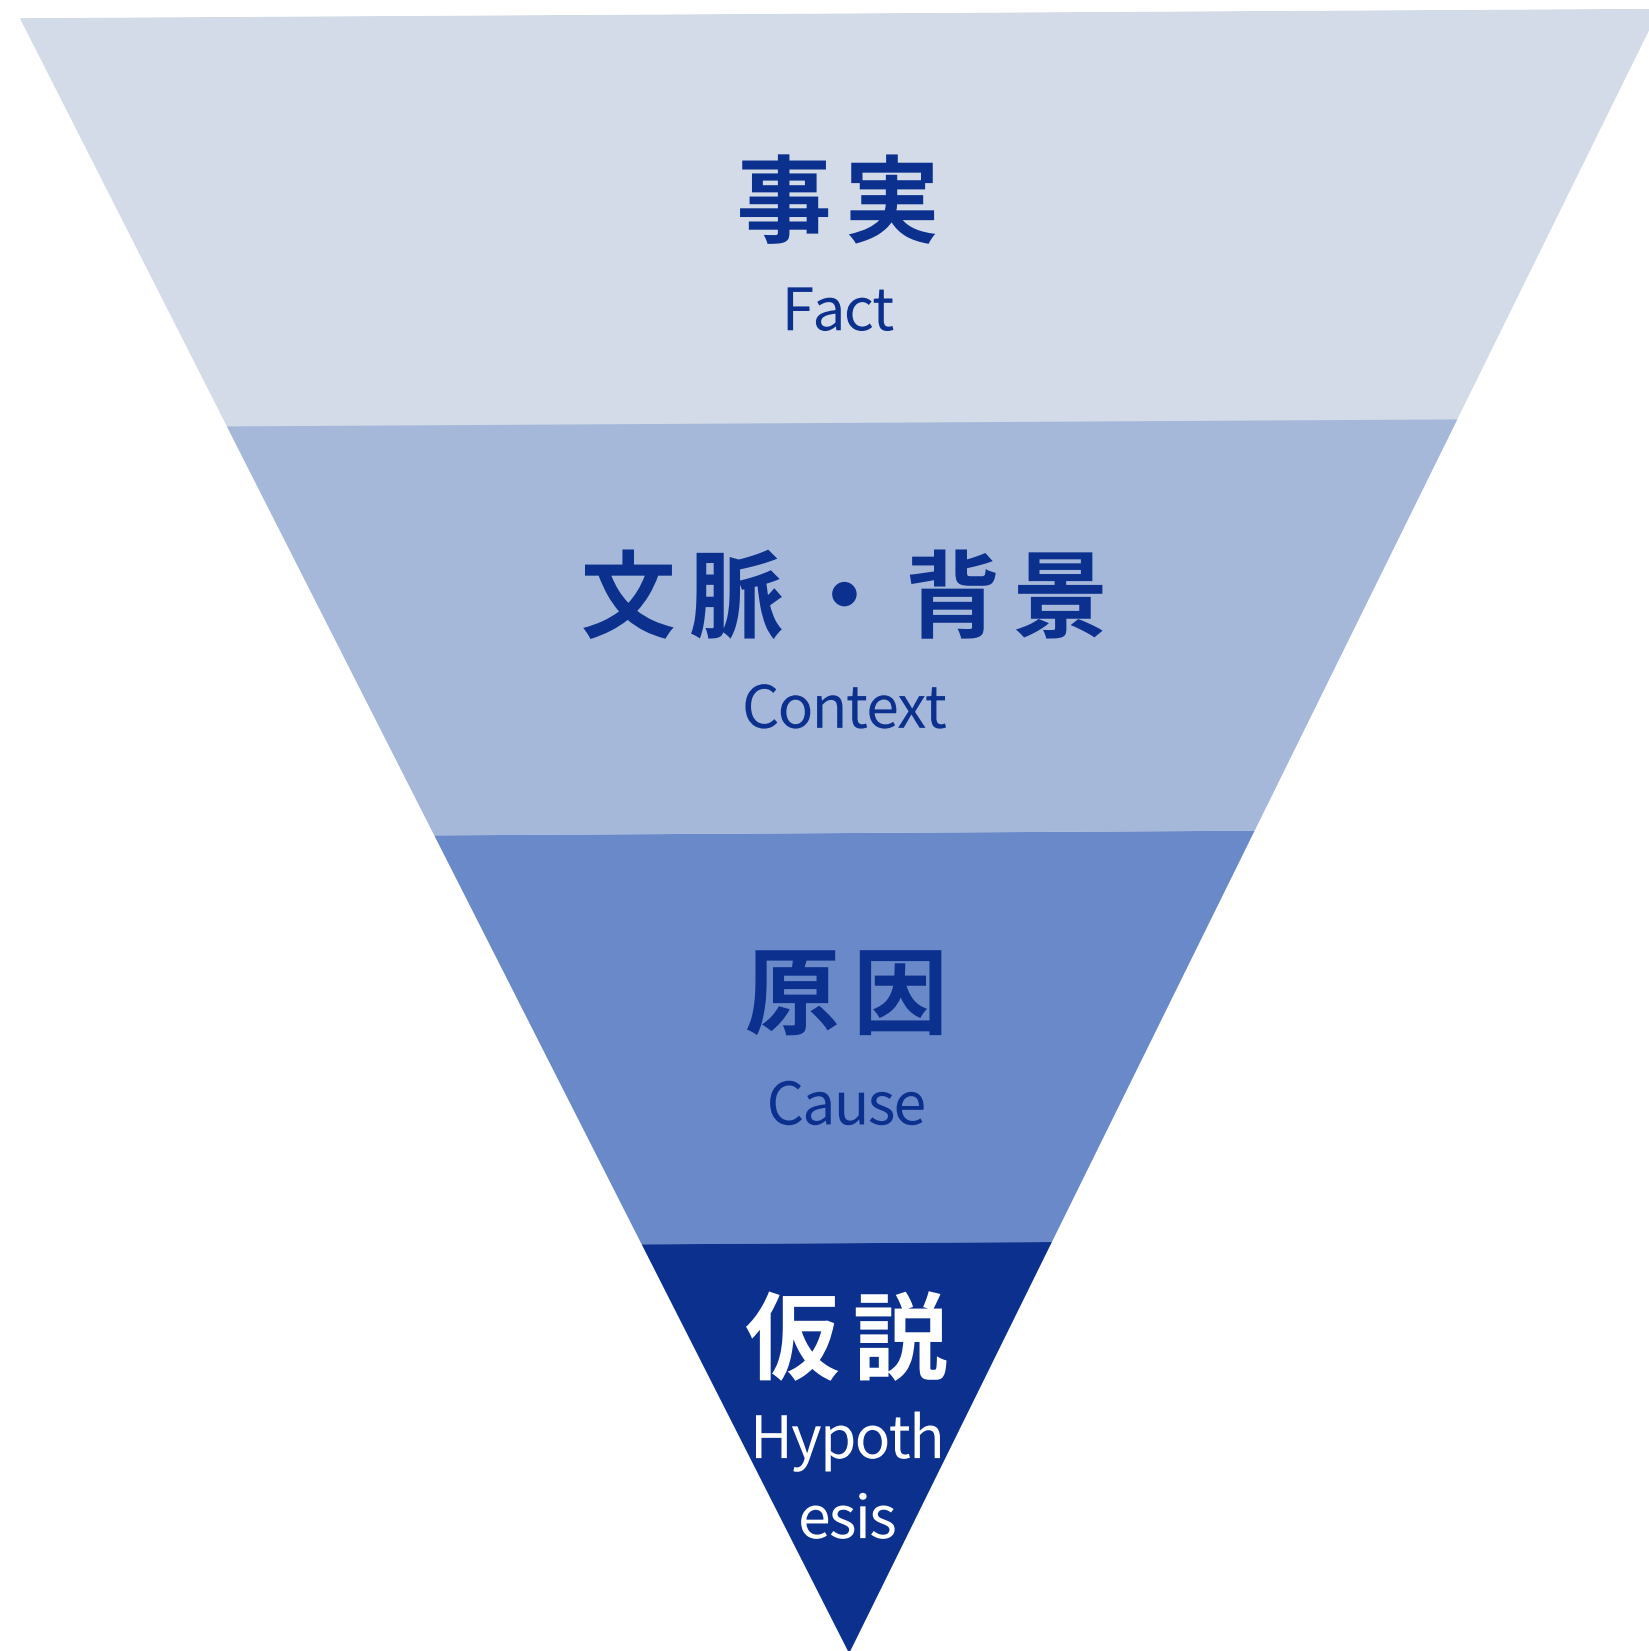 事実
Fact
文脈・背景
Context
原因
Cause
仮説
Hypoth
esis